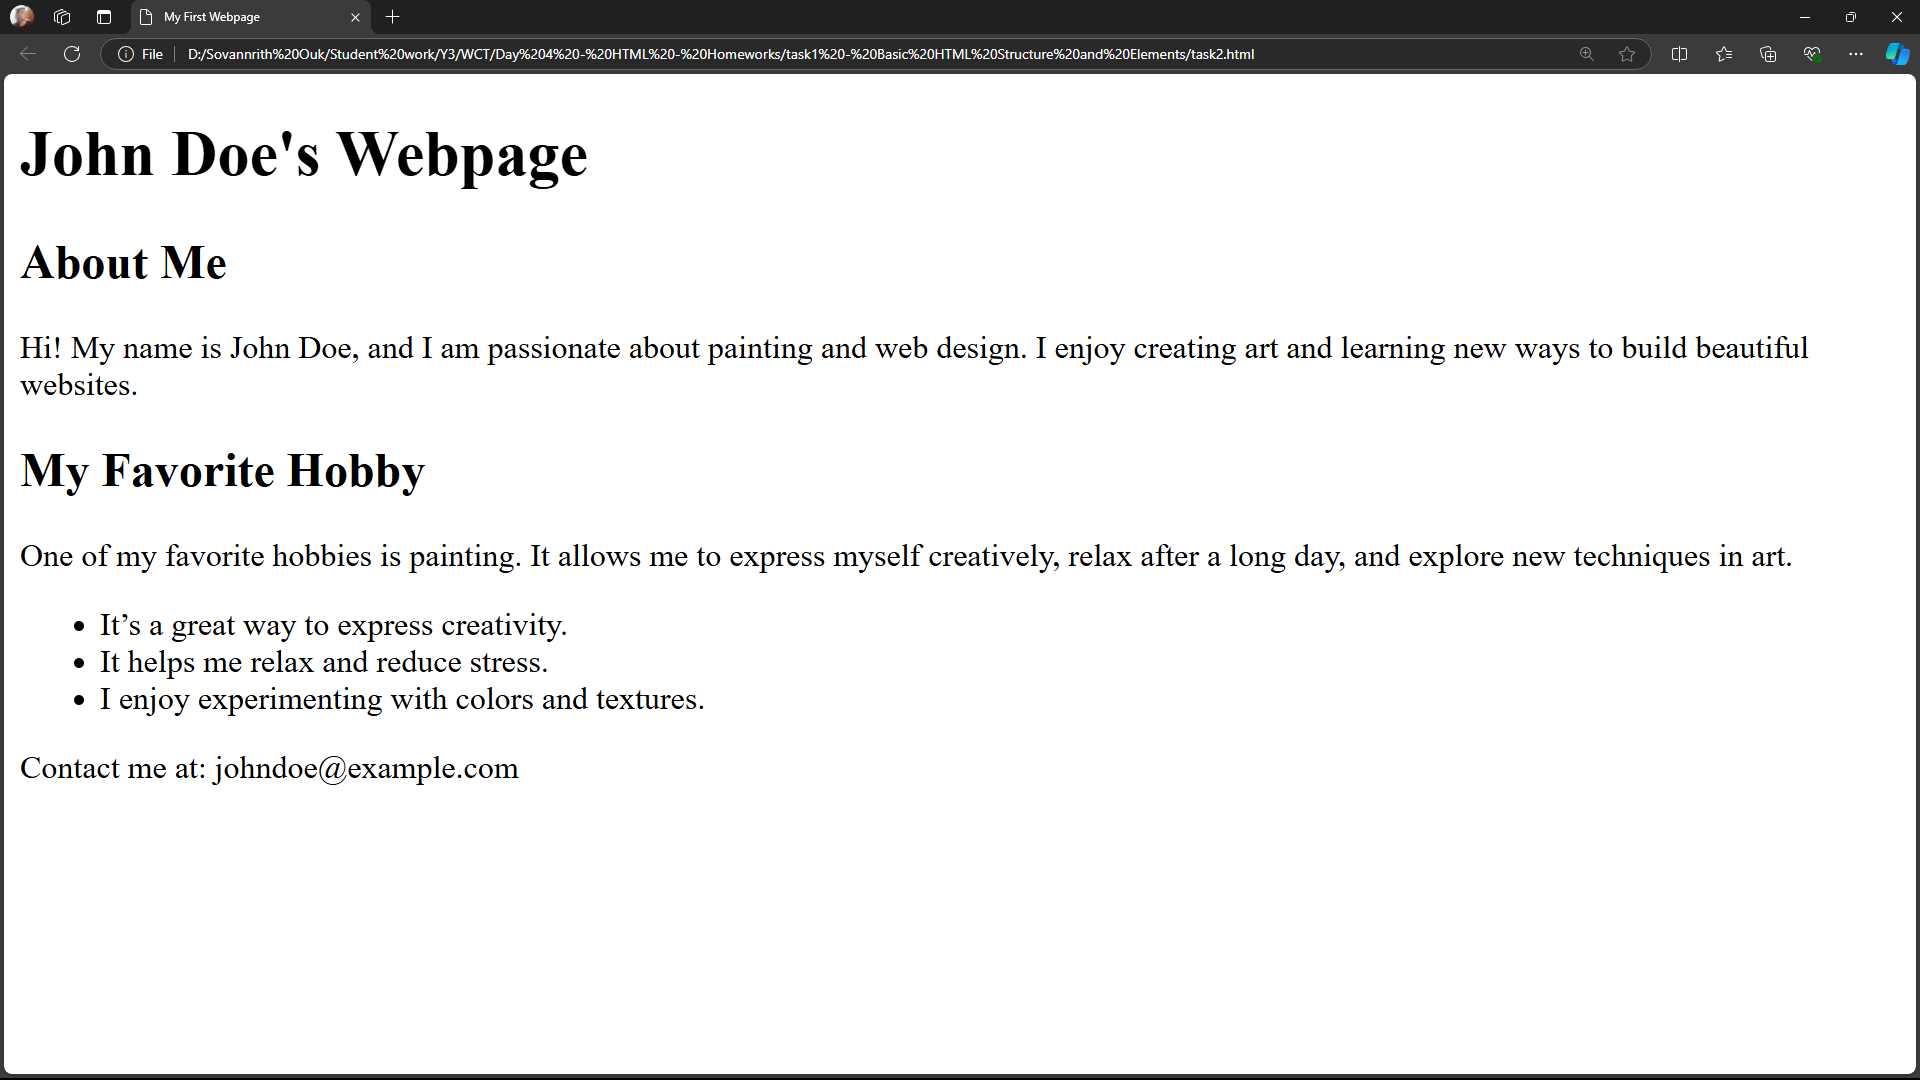 My First Webpage
File D:/Sovannrith%20Ouk/Student%20work/Y3/WCT/Day%204%20-%20HTML%20-%20Homeworks/task1%20-%20Basic%20HTML%20Structure%20and%20Elements/task2.html
John Doe's Webpage
About Me
Hi! My name is John Doe, and I am passionate about painting and web design. I enjoy creating art and learning new ways to build beautiful
websites.
My Favorite Hobby
One of my favorite hobbies is painting. It allows me to express myself creatively, relax after a long day, and explore new techniques in art.
• It’s a great way to express creativity.
• It helps me relax and reduce stress.
• I enjoy experimenting with colors and textures.
Contact me at: johndoe@example.com